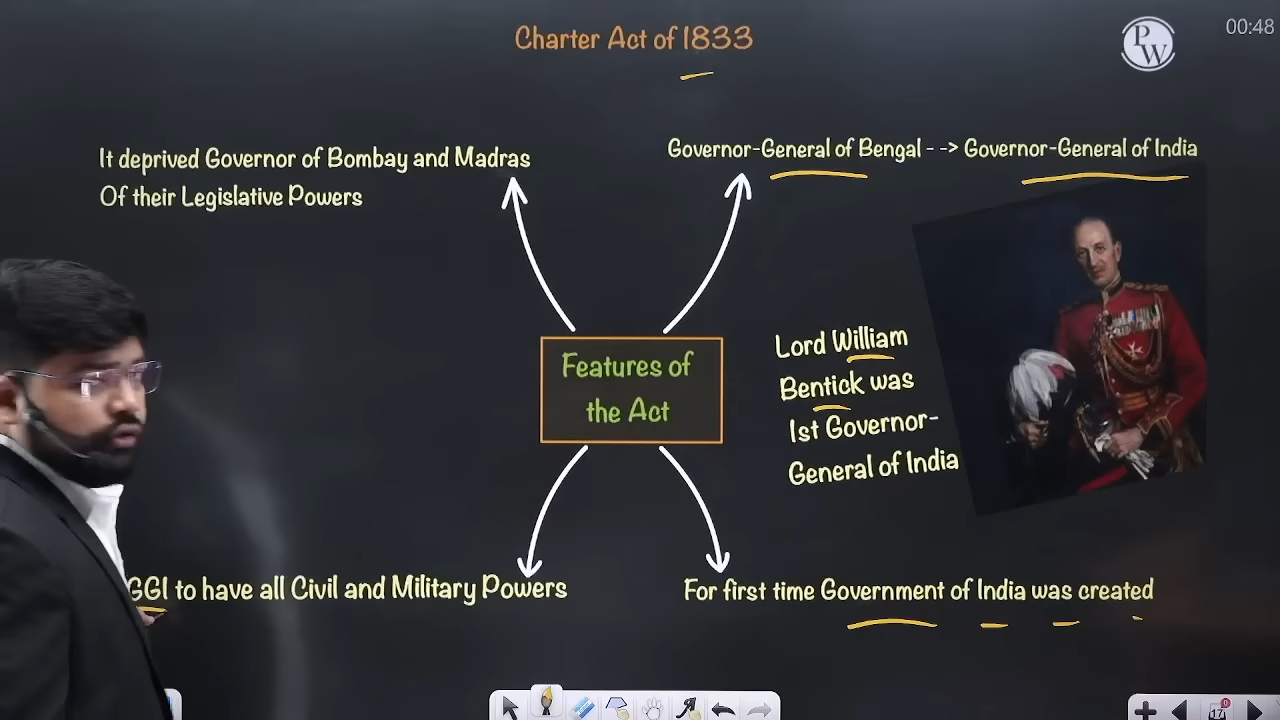 Charter Act of 1833
PW
00:48
It deprived Governor of Bombay and Madras
Of their Legislative Powers
Governor-General of Bengal - -> Governor-General of India
Features of
the Act
Lord William
Bentick was
1st Governor-
General of India
GGI to have all Civil and Military Powers
For first time Government of India was created